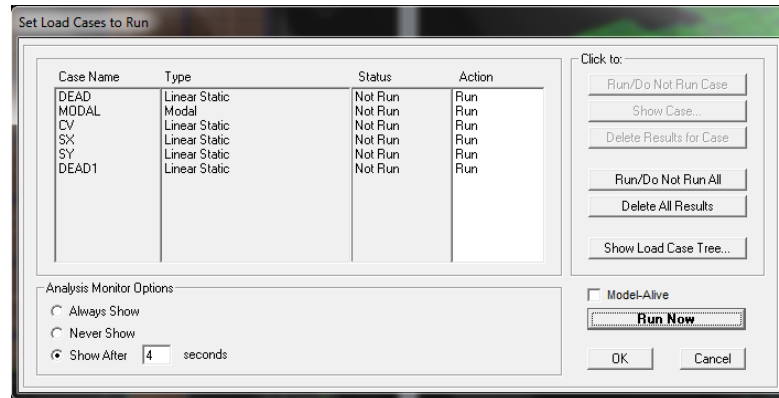 Set Load Cases to Run
Case Name Type Status Action
DEAD Linear Static Not Run Run
MODAL Modal Not Run Run
CV Linear Static Not Run Run
SX Linear Static Not Run Run
SY Linear Static Not Run Run
DEAD1 Linear Static Not Run Run
Click to:
Run/Do Not Run Case
Show Case...
Delete Results for Case
Run/Do Not Run All
Delete All Results
Show Load Case Tree...
Analysis Monitor Options
Always Show
Never Show
Show After 4 seconds
Model-Alive
Run Now
OK Cancel